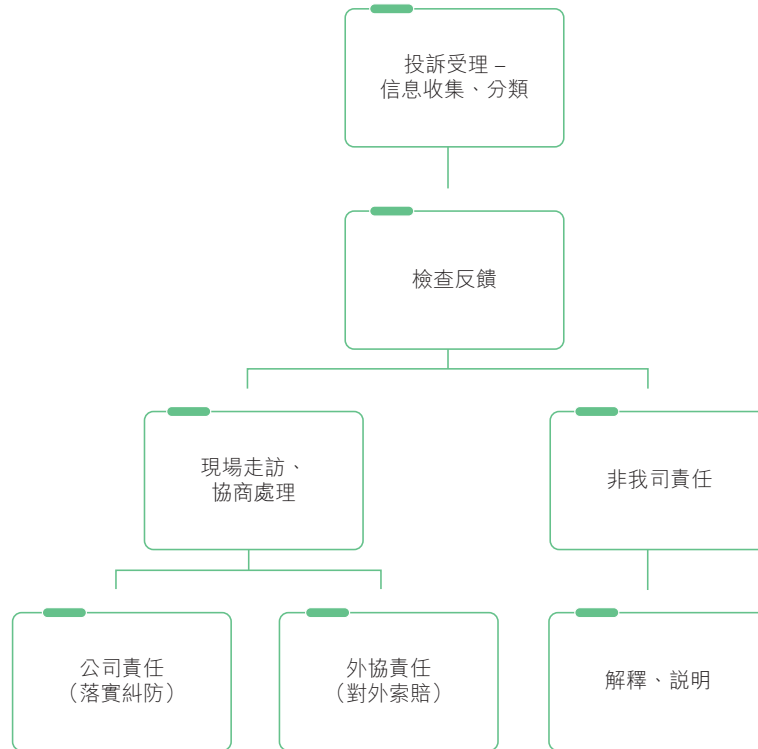 投訴受理 –
信息收集、分類
檢查反饋
現場走訪、
協商處理
非我司責任
公司責任
（落實糾防）
外協責任
（對外索賠）
解釋、説明